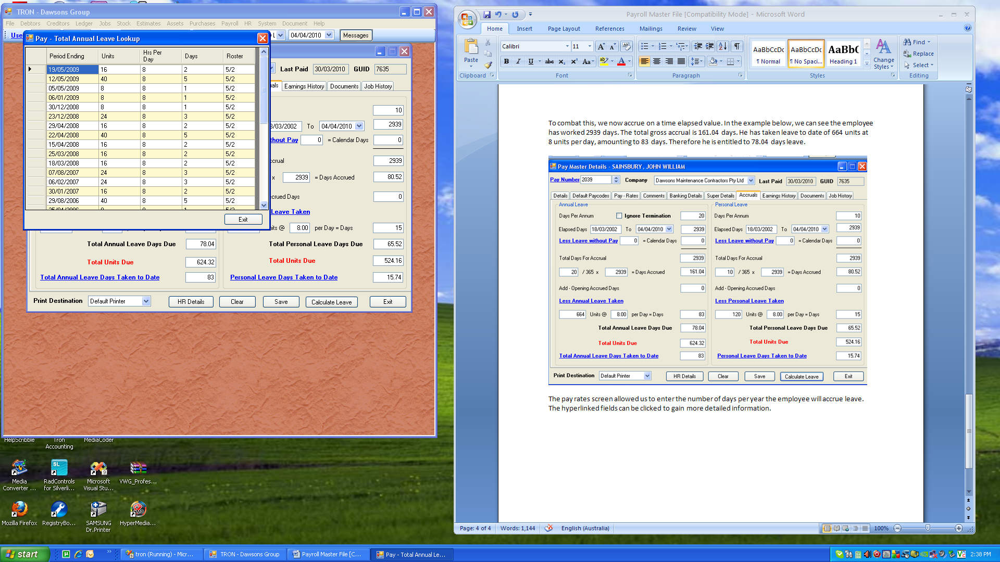 TRON - Dawsons Group
File Debtors Creditors Ledger Jobs Stock Estimates Assets Purchases Payroll HR System Document Help
Use
04/04/2010 Messages
Pay - Total Annual Leave Lookup
Period Ending Units Hrs Per Day Days Roster
19/05/2009 16 8 2 5/2
12/05/2009 40 8 5 5/2
05/05/2009 8 8 1 5/2
06/01/2009 8 8 1 5/2
30/12/2008 8 8 1 5/2
23/12/2008 24 8 3 5/2
29/04/2008 16 8 2 5/2
22/04/2008 40 8 5 5/2
15/04/2008 16 8 2 5/2
25/03/2008 16 8 2 5/2
18/03/2008 16 8 2 5/2
07/08/2007 24 8 3 5/2
06/02/2007 24 8 3 5/2
30/01/2007 16 8 2 5/2
29/08/2006 40 8 5 5/2
Exit
Last Paid 30/03/2010 GUID 7635
als Earnings History Documents Job History
10
8/03/2002 To 04/04/2010 2939
thout Pay 0 = Calendar Days 0
ccrual 2939
x 2939 = Days Accrued 80.52
ccrued Days 0
Leave Taken
nits @ 8.00 per Day = Days 15
Total Annual Leave Days Due 78.04 Total Personal Leave Days Due 65.52
Total Units Due 624.32 Total Units Due 524.16
Total Annual Leave Days Taken to Date 83 Personal Leave Days Taken to Date 15.74
Print Destination Default Printer HR Details Clear Save Calculate Leave Exit
HelpScribble Tron Accounting MediaCoder
Media Converter ... RadControls for Silverli... Microsoft Visual Stu... VWG_Profes...
Mozilla Firefox RegistryBo... SAMSUNG Dr.Printer HyperMedia...
Payroll Master File [Compatibility Mode] - Microsoft Word
Home Insert Page Layout References Mailings Review View
Paste
Calibri 11
Clipboard Font Paragraph Styles Editing
AaBbCcDc AaBbCcDc AaBbC
¶ Normal ¶ No Spaci... Heading 1
Change Styles
Find
Replace
Select
To combat this, we now accrue on a time elapsed value. In the example below, we can see the employee
has worked 2939 days. The total gross accrual is 161.04 days. He has taken leave to date of 664 units at
8 units per day, amounting to 83 days. Therefore he is entitled to 78.04 days leave.
Pay Master Details - SAINSBURY, JOHN WILLIAM
Pay Number 2039 Company Dawsons Maintenance Contractors Pty Ltd Last Paid 30/03/2010 GUID 7635
Details Default Paycodes Pay - Rates Comments Banking Details Super Details Accruals Earnings History Documents Job History
Annual Leave Personal Leave
Days Per Annum Ignore Termination 20 Days Per Annum 10
Elapsed Days 18/03/2002 To 04/04/2010 2939 Elapsed Days 18/03/2002 To 04/04/2010 2939
Less Leave without Pay 0 = Calendar Days 0 Less Leave without Pay 0 = Calendar Days 0
Total Days For Accrual 2939 Total Days For Accrual 2939
20 / 365 x 2939 = Days Accrued 161.04 10 / 365 x 2939 = Days Accrued 80.52
Add - Opening Accrued Days 0 Add - Opening Accrued Days 0
Less Annual Leave Taken Less Personal Leave Taken
664 Units @ 8.00 per Day = Days 83 120 Units @ 8.00 per Day = Days 15
Total Annual Leave Days Due 78.04 Total Personal Leave Days Due 65.52
Total Units Due 624.32 Total Units Due 524.16
Total Annual Leave Days Taken to Date 83 Personal Leave Days Taken to Date 15.74
Print Destination Default Printer HR Details Clear Save Calculate Leave Exit
The pay rates screen allowed us to enter the number of days per year the employee will accrue leave.
The hyperlinked fields can be clicked to gain more detailed information.
Page: 4 of 4 Words: 1,144 English (Australia) 100%
start tron (Running) - Micr... TRON - Dawsons Group Payroll Master File [C... Pay - Total Annual Le... 2:38 PM